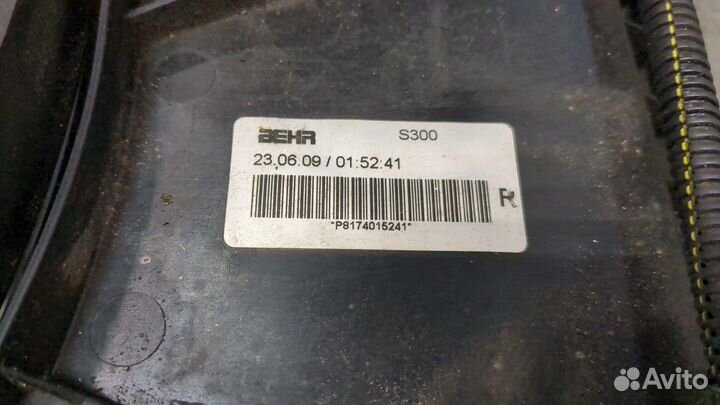 BEHR S300
23.06.09 / 01:52:41
R
*P8174015241*
Avito